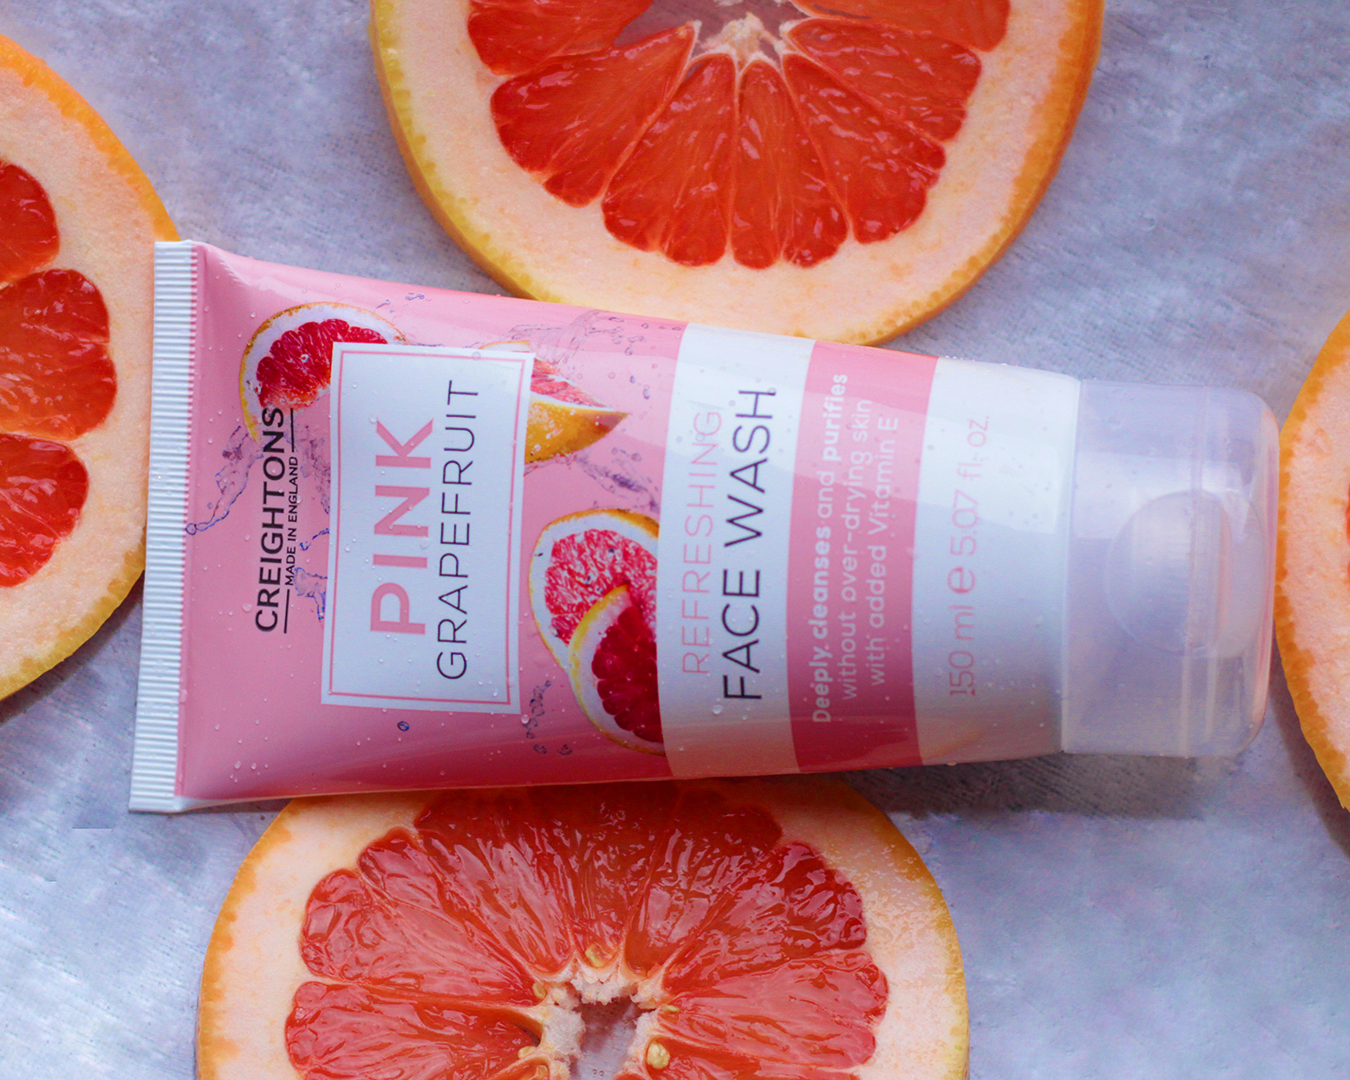 CREIGHTONS
MADE IN ENGLAND
PINK
GRAPEFRUIT
REFRESHING
FACE WASH
Deeply cleanses and purifies
without over-drying skin
with added Vitamin E
150 ml ℮ 5.07 fl. oz.